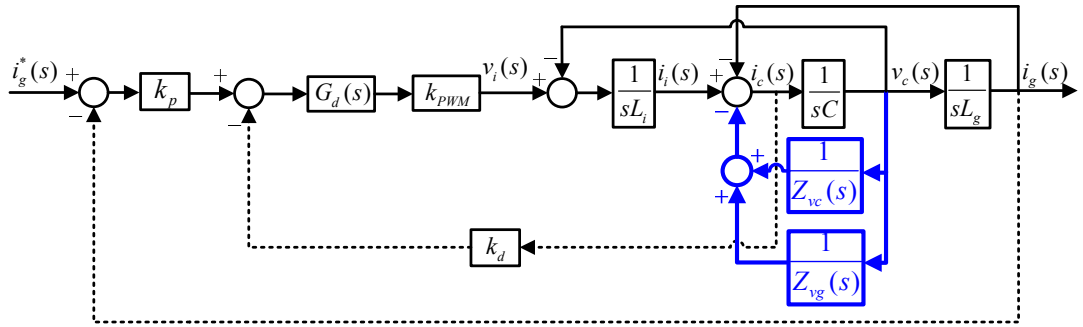 i_g^*(s) + − k_p + − G_d(s) k_PWM v_i(s) + − 1/sL_i i_i(s) + − − i_c(s) 1/sC v_c(s) 1/sL_g i_g(s)
+ 1/Z_vc(s)
+ 1/Z_vg(s)
k_d